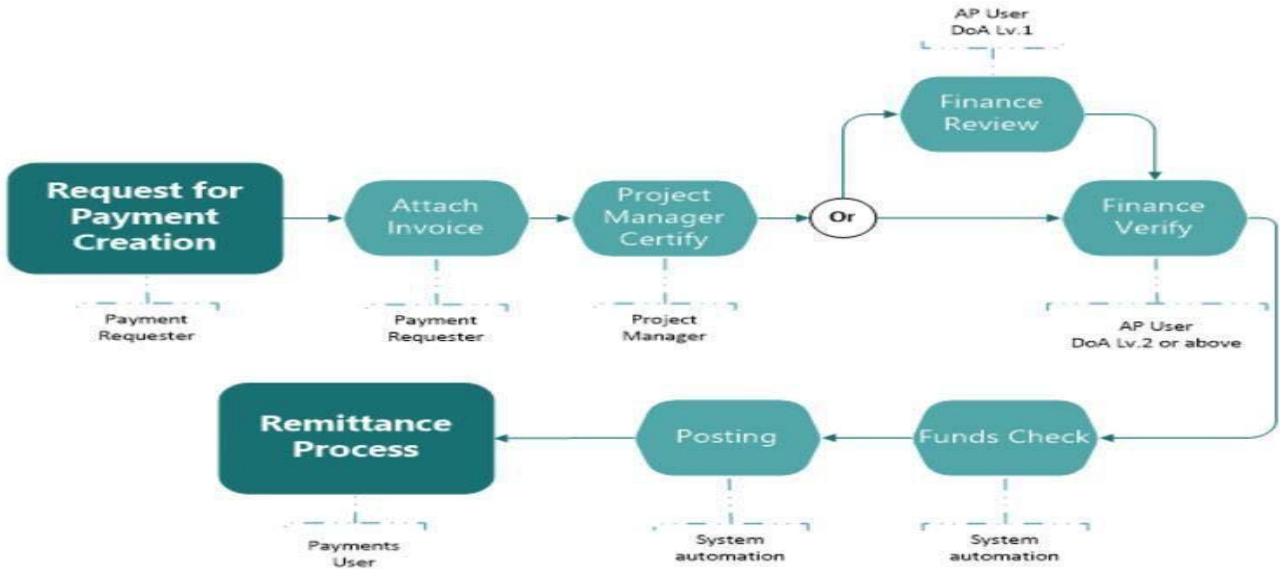 AP User
DoA Lv.1
Finance
Review
Request for
Payment
Creation
Attach
Invoice
Project
Manager
Certify
Or
Finance
Verify
Payment
Requester
Payment
Requester
Project
Manager
AP User
DoA Lv.2 or above
Remittance
Process
Posting
Funds Check
Payments
User
System
automation
System
automation